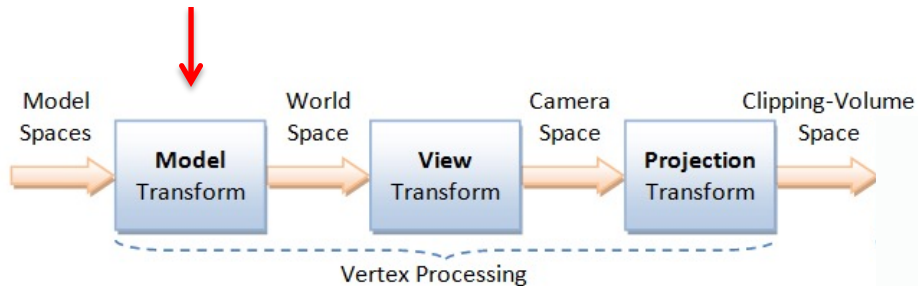 Model
Spaces
Model
Transform
World
Space
View
Transform
Camera
Space
Projection
Transform
Clipping-Volume
Space
Vertex Processing